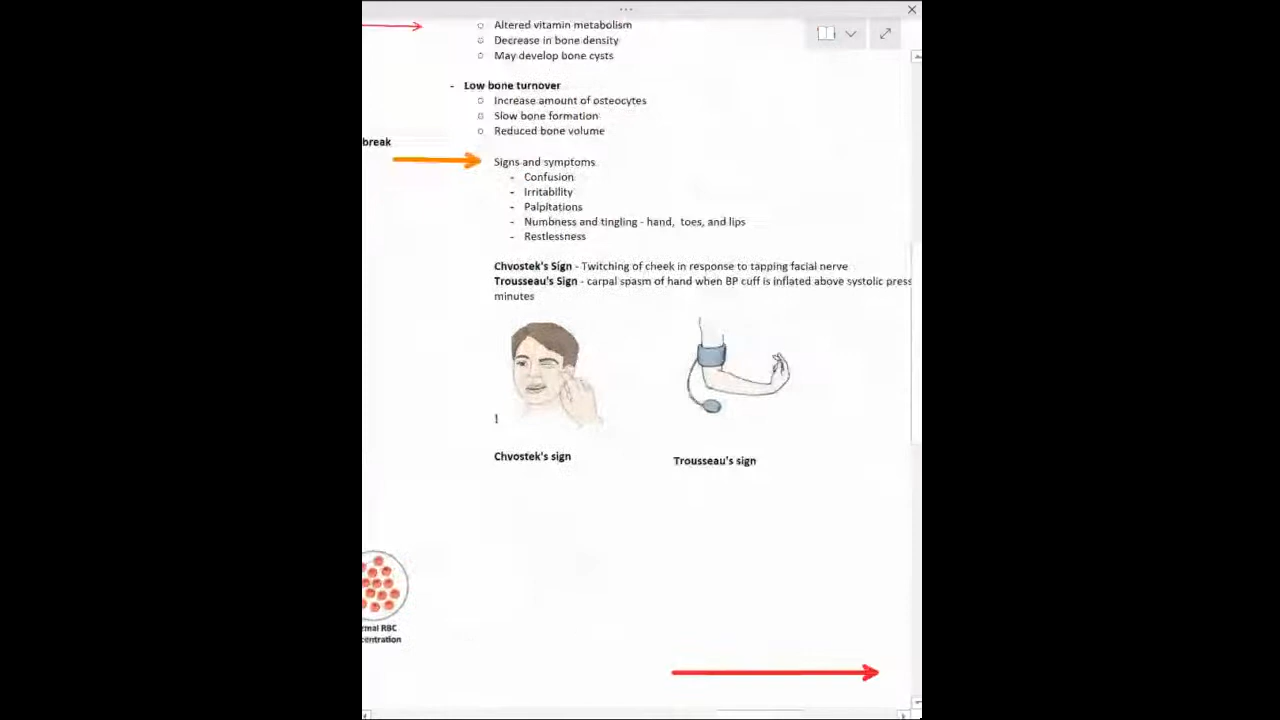 Altered vitamin metabolism
Decrease in bone density
May develop bone cysts
- Low bone turnover
Increase amount of osteocytes
Slow bone formation
Reduced bone volume
break
Signs and symptoms
- Confusion
- Irritability
- Palpitations
- Numbness and tingling - hand, toes, and lips
- Restlessness
Chvostek's Sign - Twitching of cheek in response to tapping facial nerve
Trousseau's Sign - carpal spasm of hand when BP cuff is inflated above systolic press
minutes
Chvostek's sign
Trousseau's sign
rmal RBC
centration